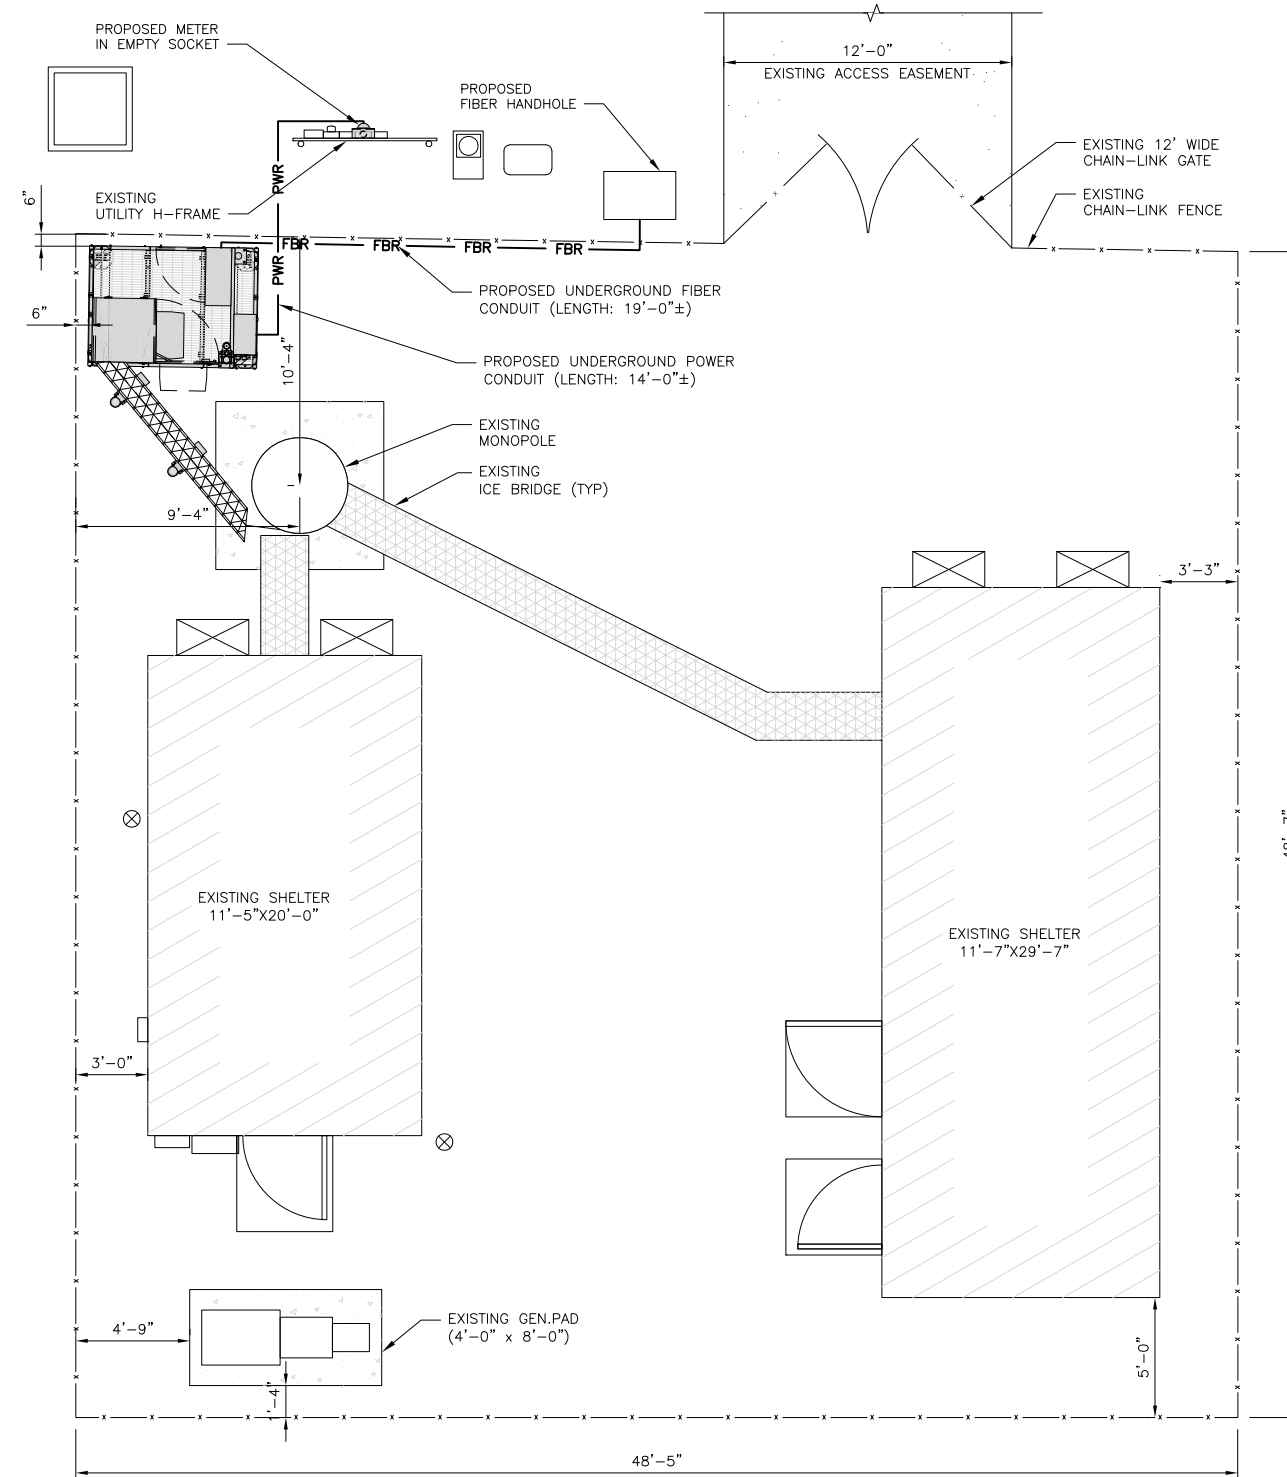 PROPOSED METER
IN EMPTY SOCKET
12'-0"
EXISTING ACCESS EASEMENT
PROPOSED
FIBER HANDHOLE
EXISTING 12' WIDE
CHAIN-LINK GATE
PWR
EXISTING
UTILITY H-FRAME
EXISTING
CHAIN-LINK FENCE
6"
FBR FBR FBR FBR
PWR
PROPOSED UNDERGROUND FIBER
CONDUIT (LENGTH: 19'-0"±)
6"
10'-4"
PROPOSED UNDERGROUND POWER
CONDUIT (LENGTH: 14'-0"±)
EXISTING
MONOPOLE
EXISTING
ICE BRIDGE (TYP)
9'-4"
3'-3"
EXISTING SHELTER
11'-5"X20'-0"
EXISTING SHELTER
11'-7"X29'-7"
3'-0"
EXISTING GEN.PAD
(4'-0" x 8'-0")
4'-9"
1'-4"
5'-0"
48'-5"